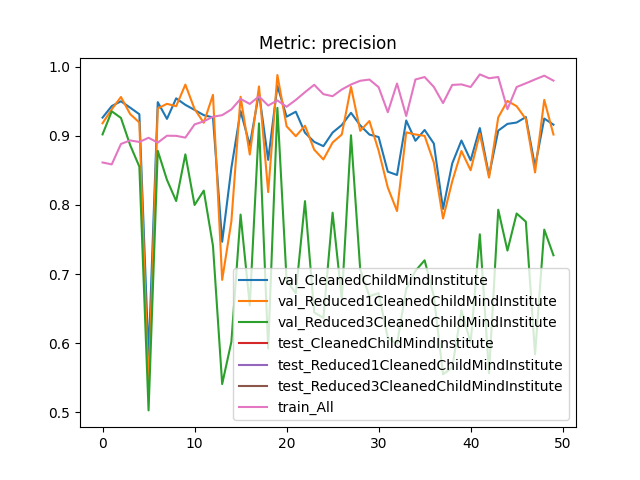 Metric: precision
1.0
0.9
0.8
0.7
0.6
0.5
val_CleanedChildMindInstitute
val_Reduced1CleanedChildMindInstitute
val_Reduced3CleanedChildMindInstitute
test_CleanedChildMindInstitute
test_Reduced1CleanedChildMindInstitute
test_Reduced3CleanedChildMindInstitute
train_All
0 10 20 30 40 50